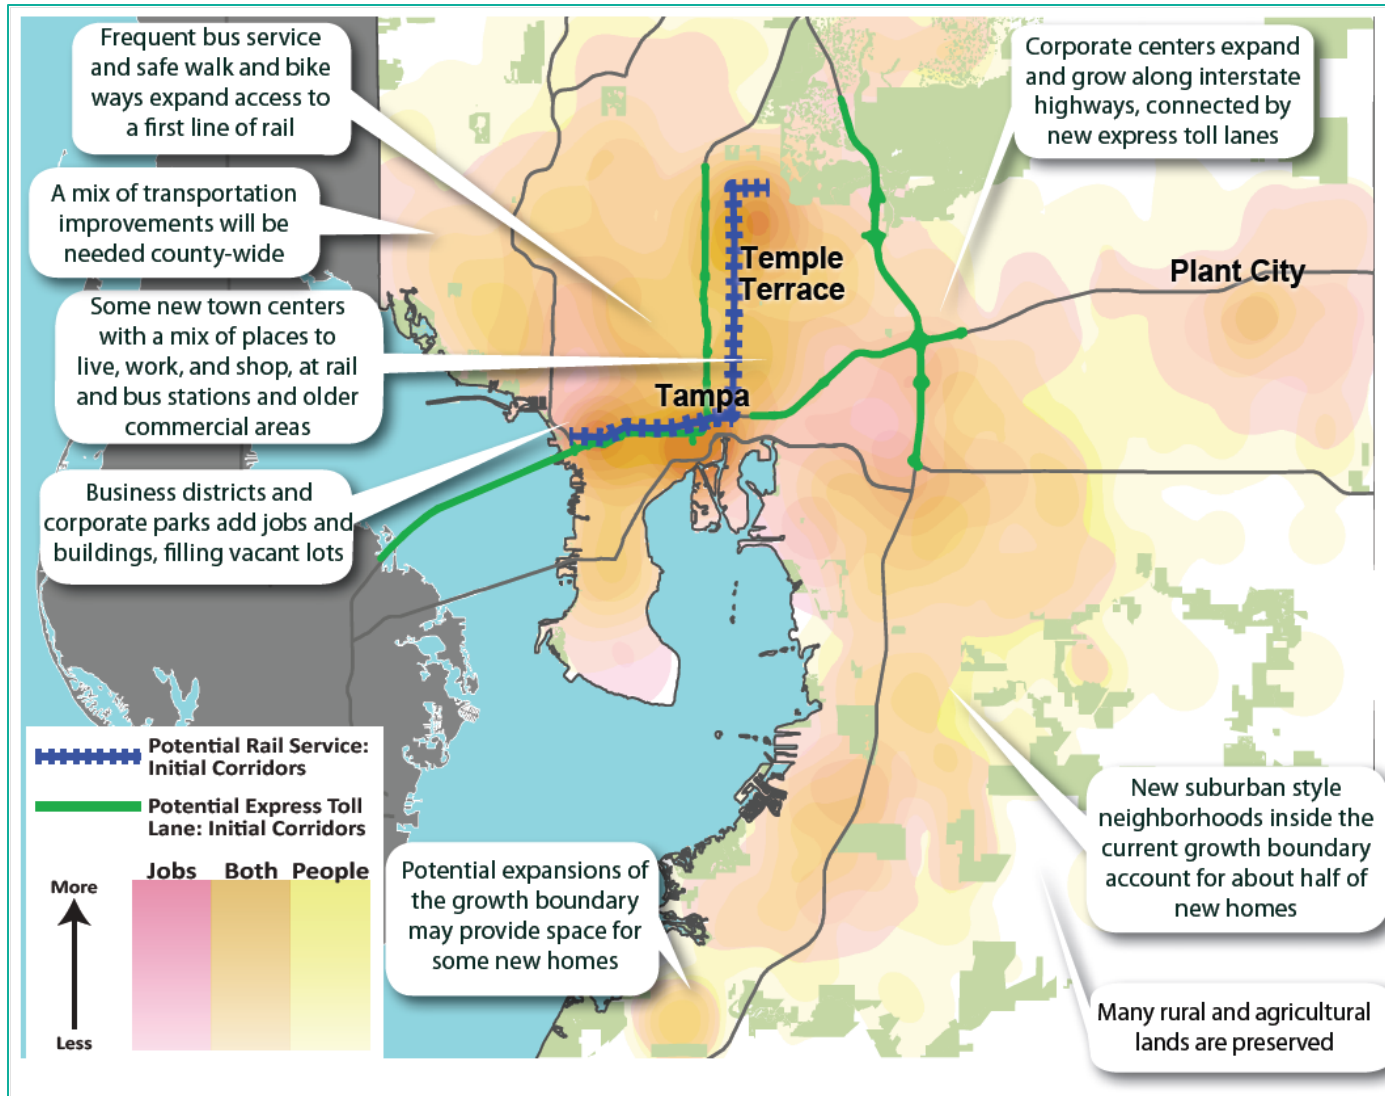 Frequent bus service
and safe walk and bike
ways expand access to
a first line of rail
Corporate centers expand
and grow along interstate
highways, connected by
new express toll lanes
A mix of transportation
improvements will be
needed county-wide
Temple
Terrace
Plant City
Some new town centers
with a mix of places to
live, work, and shop, at rail
and bus stations and older
commercial areas
Tampa
Business districts and
corporate parks add jobs and
buildings, filling vacant lots
Potential Rail Service:
Initial Corridors
Potential Express Toll
Lane: Initial Corridors
Jobs Both People
More
Less
Potential expansions of
the growth boundary
may provide space for
some new homes
New suburban style
neighborhoods inside the
current growth boundary
account for about half of
new homes
Many rural and agricultural
lands are preserved